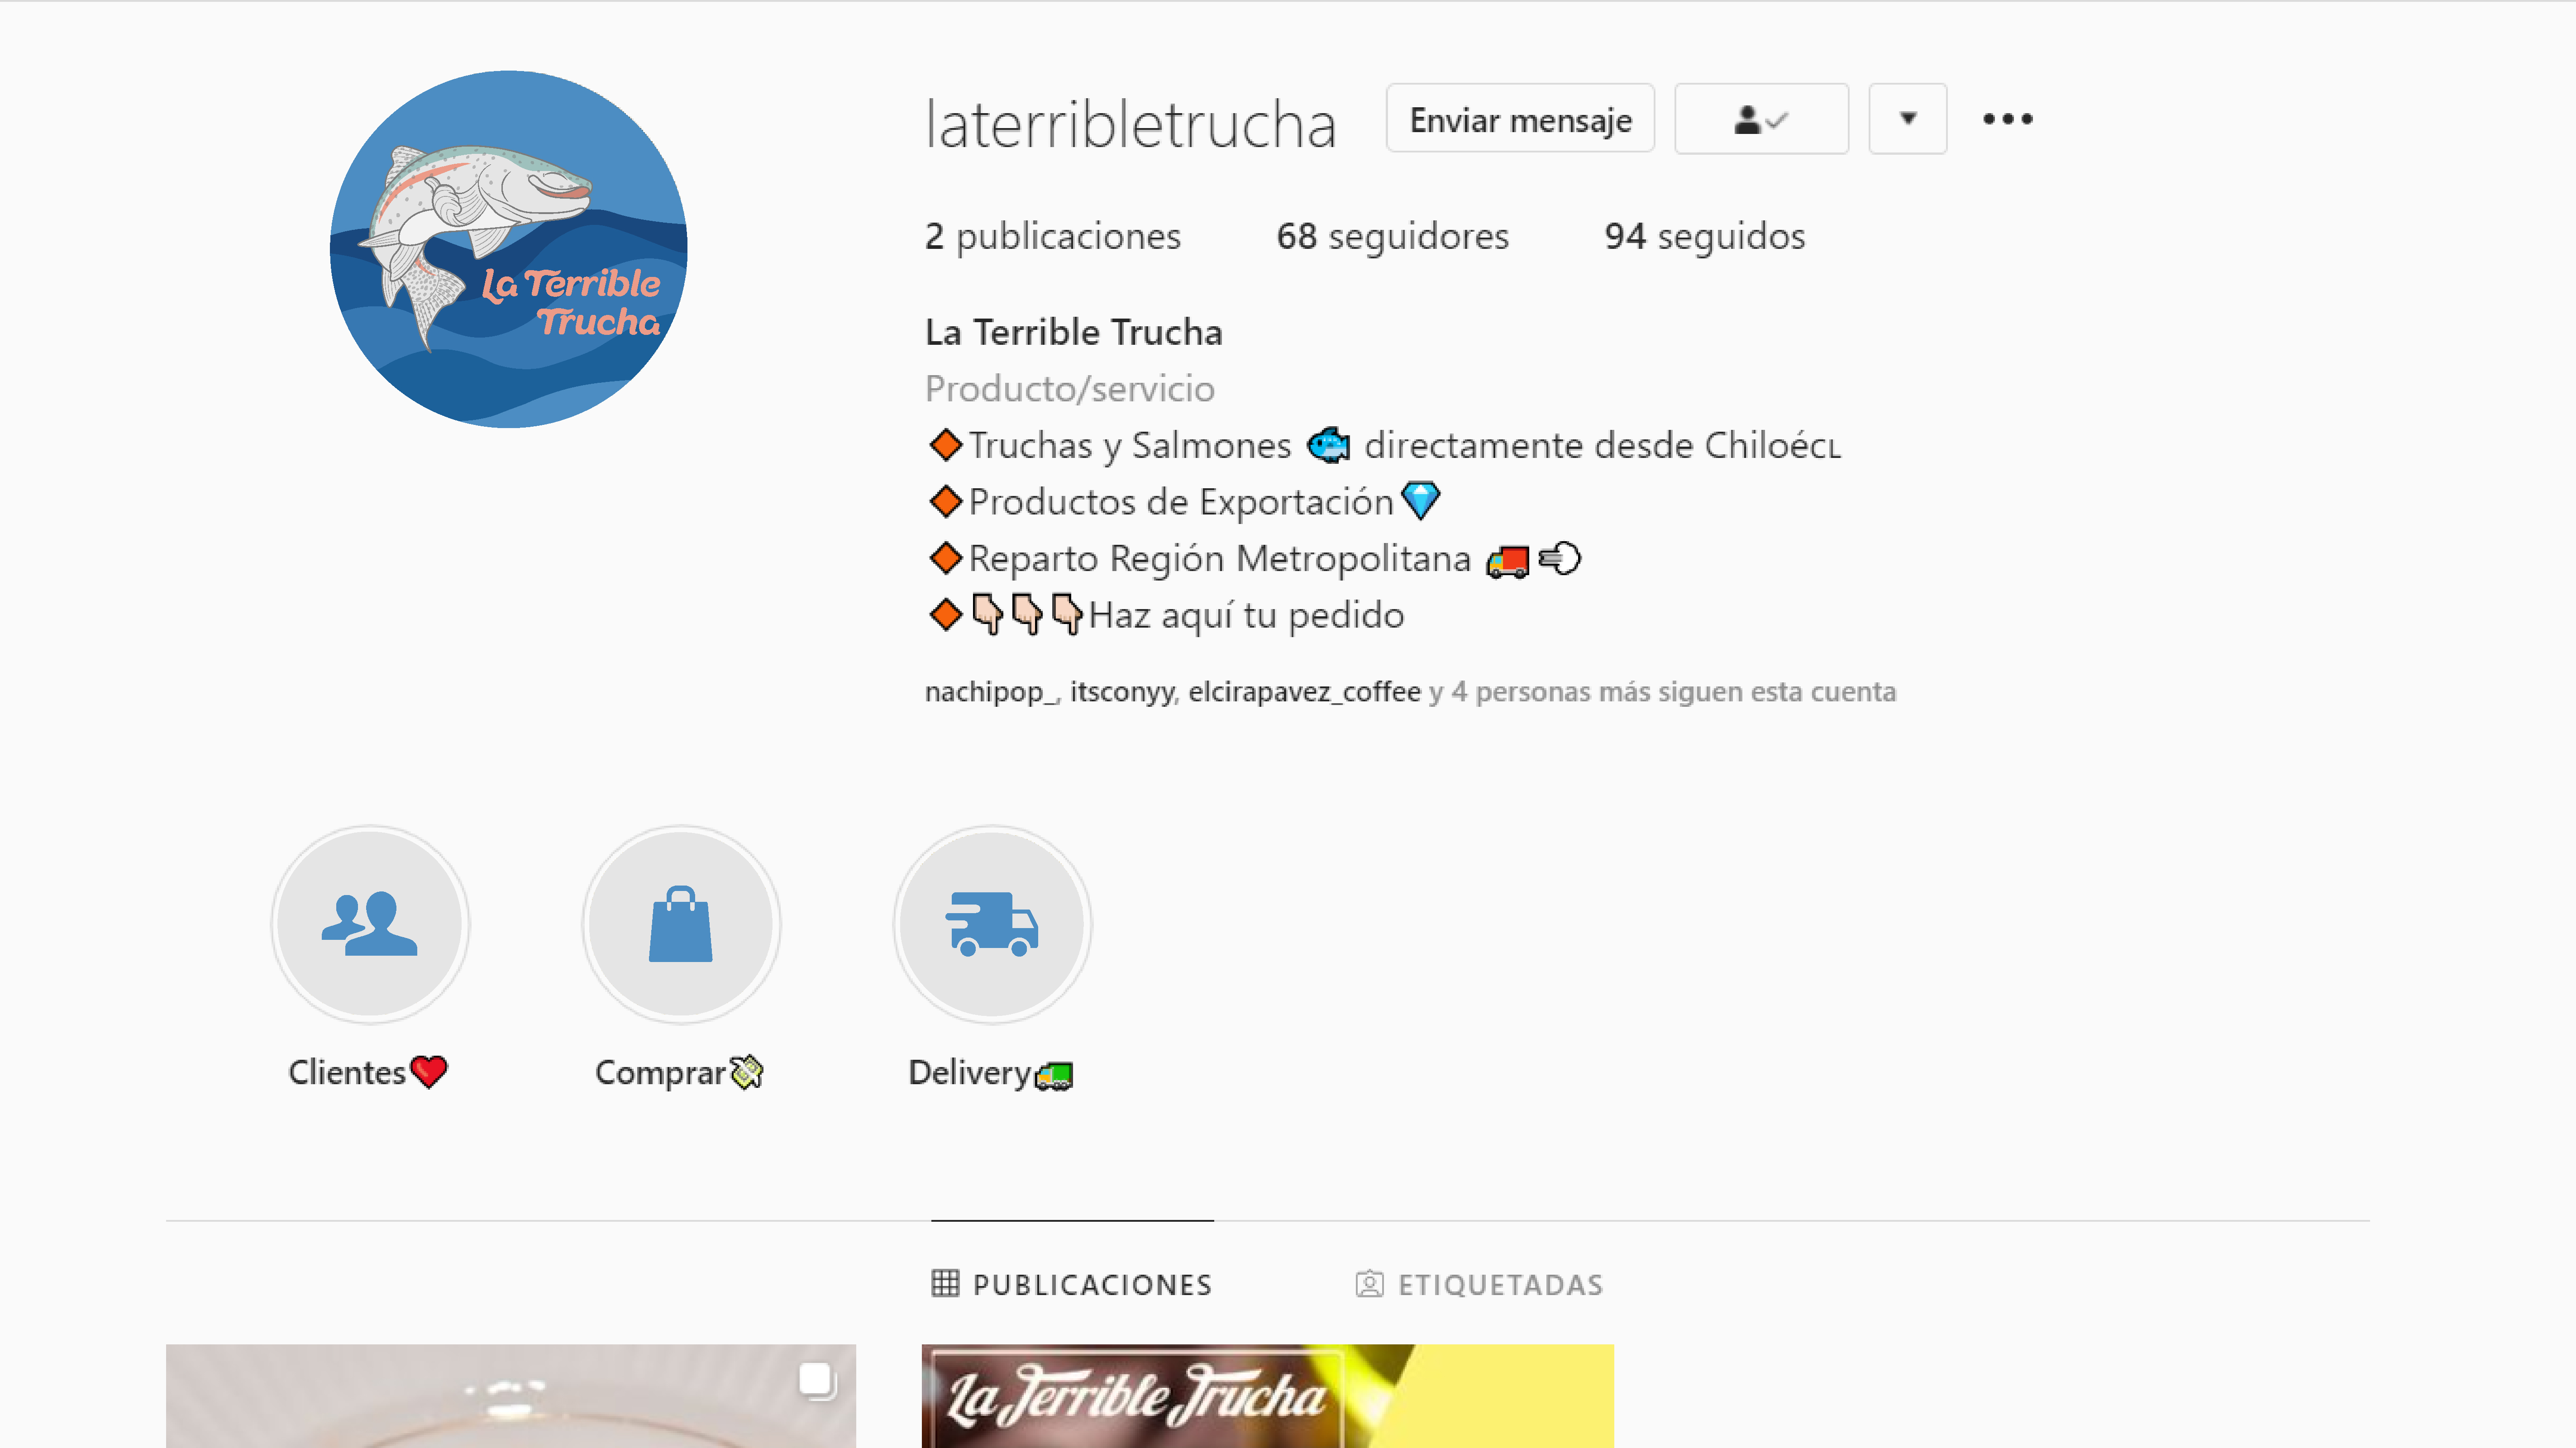 La Terrible
Trucha
laterribletrucha Enviar mensaje
2 publicaciones 68 seguidores 94 seguidos
La Terrible Trucha
Producto/servicio
🔸Truchas y Salmones 🐟 directamente desde ChiloéCL
🔸Productos de Exportación💎
🔸Reparto Región Metropolitana 🚚💨
🔸👇🏻👇🏻👇🏻Haz aquí tu pedido
nachipop_, itsconyy, elcirapavez_coffee y 4 personas más siguen esta cuenta
Clientes❤️ Comprar💸 Delivery🚛
PUBLICACIONES ETIQUETADAS
La Terrible Trucha